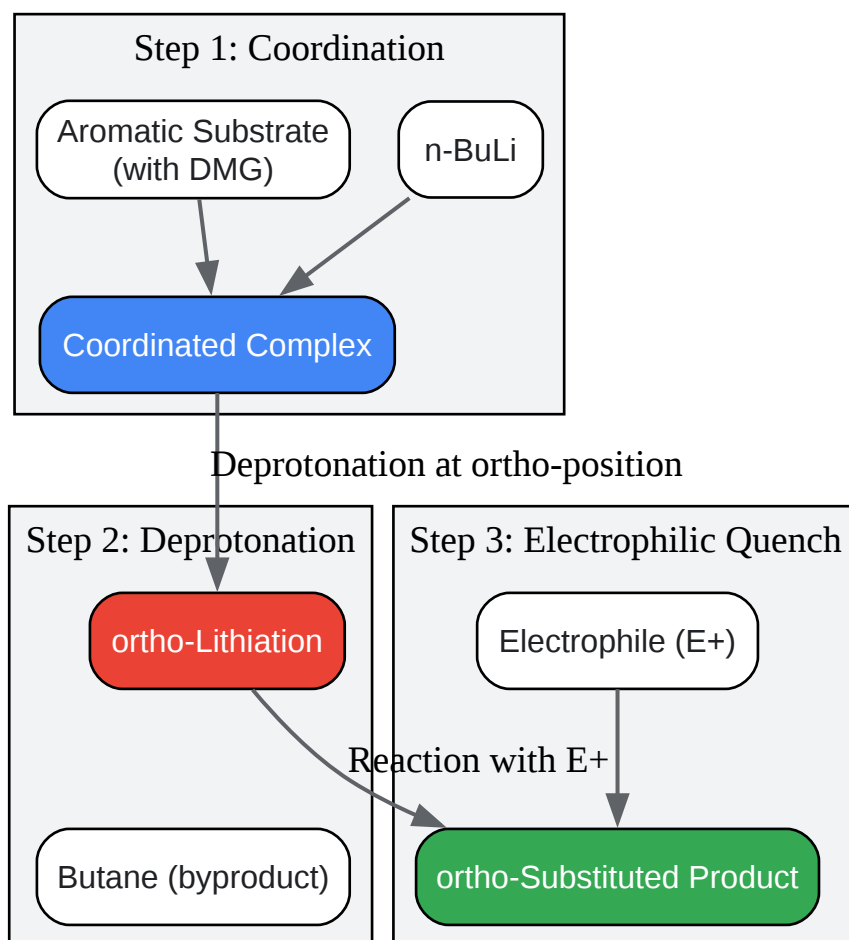 Step 1: Coordination
Aromatic Substrate
(with DMG)
n-BuLi
Coordinated Complex
Deprotonation at ortho-position
Step 2: Deprotonation
Step 3: Electrophilic Quench
ortho-Lithiation
Electrophile (E+)
Reaction with E+
Butane (byproduct)
ortho-Substituted Product